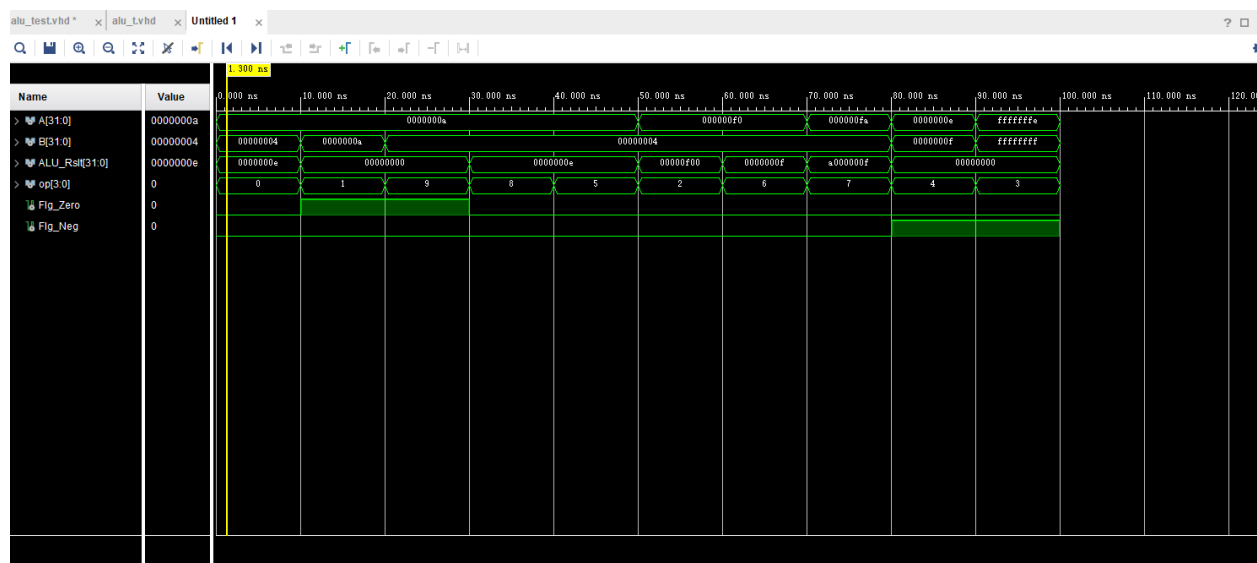 alu_test.vhd * × alu_t.vhd × Untitled 1 ×
?
1.300 ns
Name Value 0.000 ns 10.000 ns 20.000 ns 30.000 ns 40.000 ns 50.000 ns 60.000 ns 70.000 ns 80.000 ns 90.000 ns 100.000 ns 110.000 ns 120.0
> A[31:0] 0000000a 0000000a 000000f0 000000fa 0000000e fffffffe
> B[31:0] 00000004 00000004 0000000a 00000004 0000000f ffffffff
> ALU_Rslt[31:0] 0000000e 0000000e 00000000 0000000e 00000f00 0000000f a000000f 00000000
> op[3:0] 0 0 1 9 8 5 2 6 7 4 3
Flg_Zero 0
Flg_Neg 0